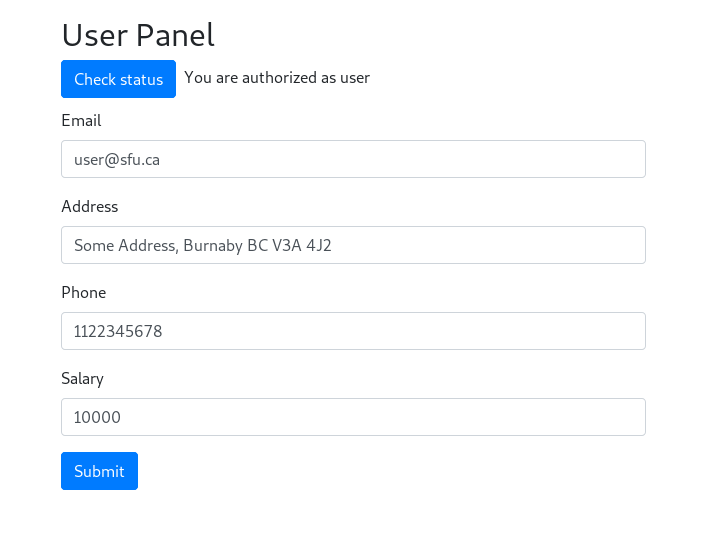 User Panel
Check status You are authorized as user
Email
user@sfu.ca
Address
Some Address, Burnaby BC V3A 4J2
Phone
1122345678
Salary
10000
Submit